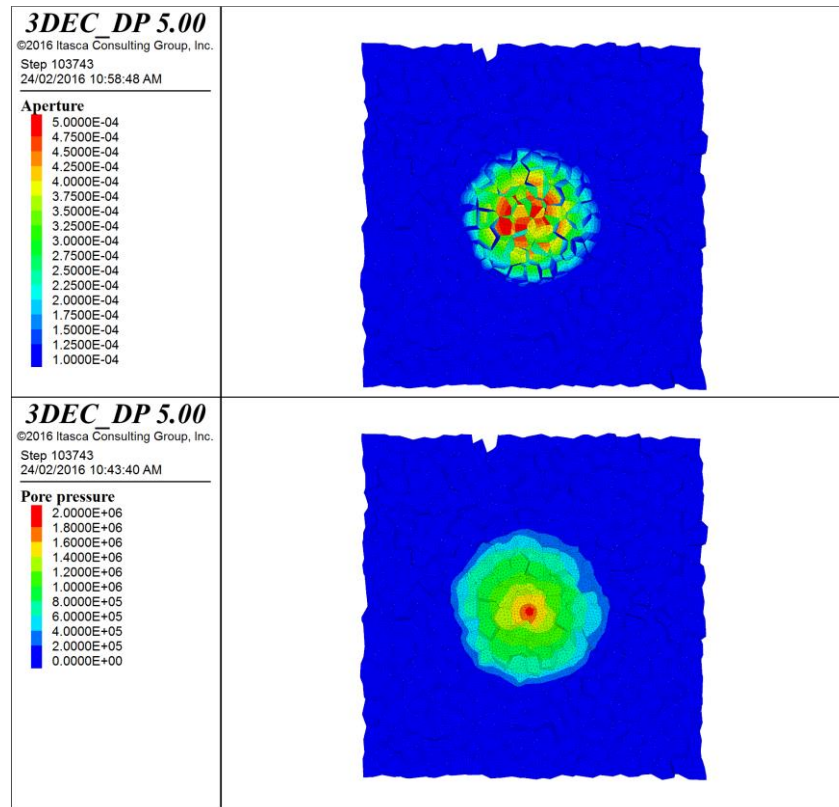 3DEC_DP 5.00
©2016 Itasca Consulting Group, Inc.
Step 103743
24/02/2016 10:58:48 AM
Aperture
5.0000E-04
4.7500E-04
4.5000E-04
4.2500E-04
4.0000E-04
3.7500E-04
3.5000E-04
3.2500E-04
3.0000E-04
2.7500E-04
2.5000E-04
2.2500E-04
2.0000E-04
1.7500E-04
1.5000E-04
1.2500E-04
1.0000E-04
3DEC_DP 5.00
©2016 Itasca Consulting Group, Inc.
Step 103743
24/02/2016 10:43:40 AM
Pore pressure
2.0000E+06
1.8000E+06
1.6000E+06
1.4000E+06
1.2000E+06
1.0000E+06
8.0000E+05
6.0000E+05
4.0000E+05
2.0000E+05
0.0000E+00